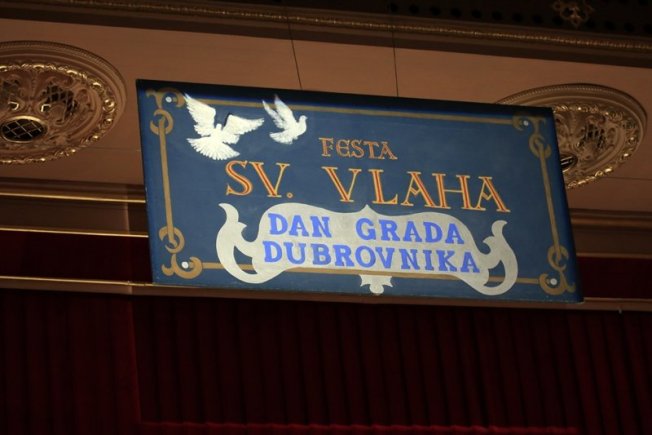 FESTA
SV. VLAHA
DAN GRADA
DUBROVNIKA